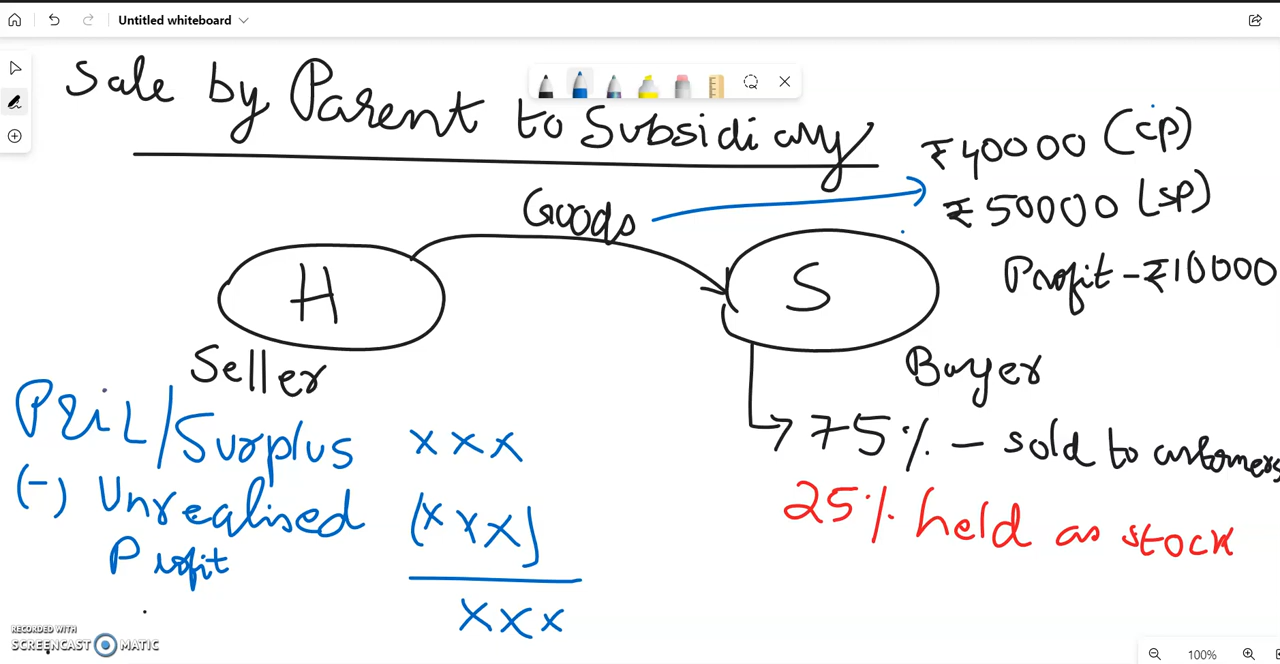 Untitled whiteboard
Sale by Parent to Subsidiary
₹40000 (CP)
₹50000 (SP)
Goods
Profit - ₹10000
H
S
Seller
Buyer
P&L/Surplus xxx
75% - sold to customers
(-) Unrealised (xxx)
Profit
25% held as stock
xxx
RECORDED WITH
SCREENCAST MATIC
100%